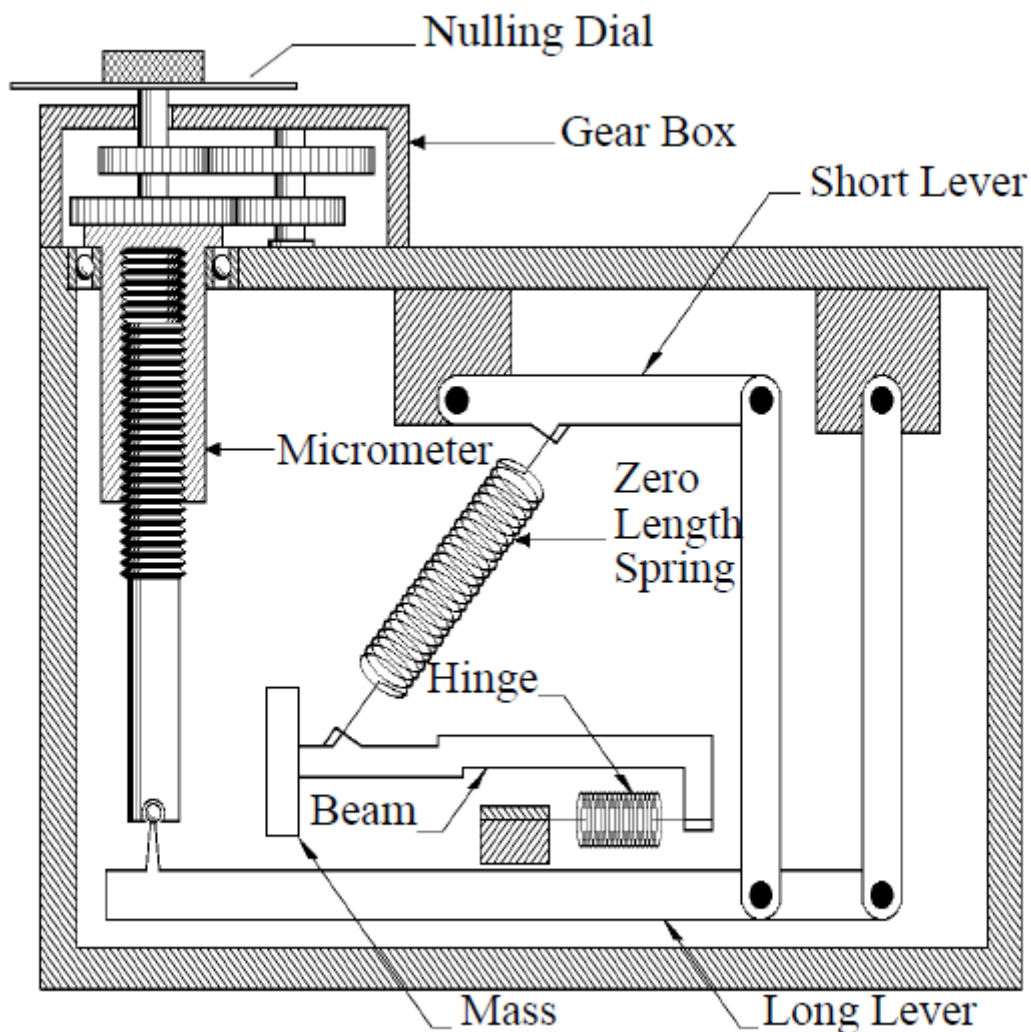 Nulling Dial
Gear Box
Short Lever
Micrometer
Zero
Length
Spring
Hinge
Beam
Mass
Long Lever